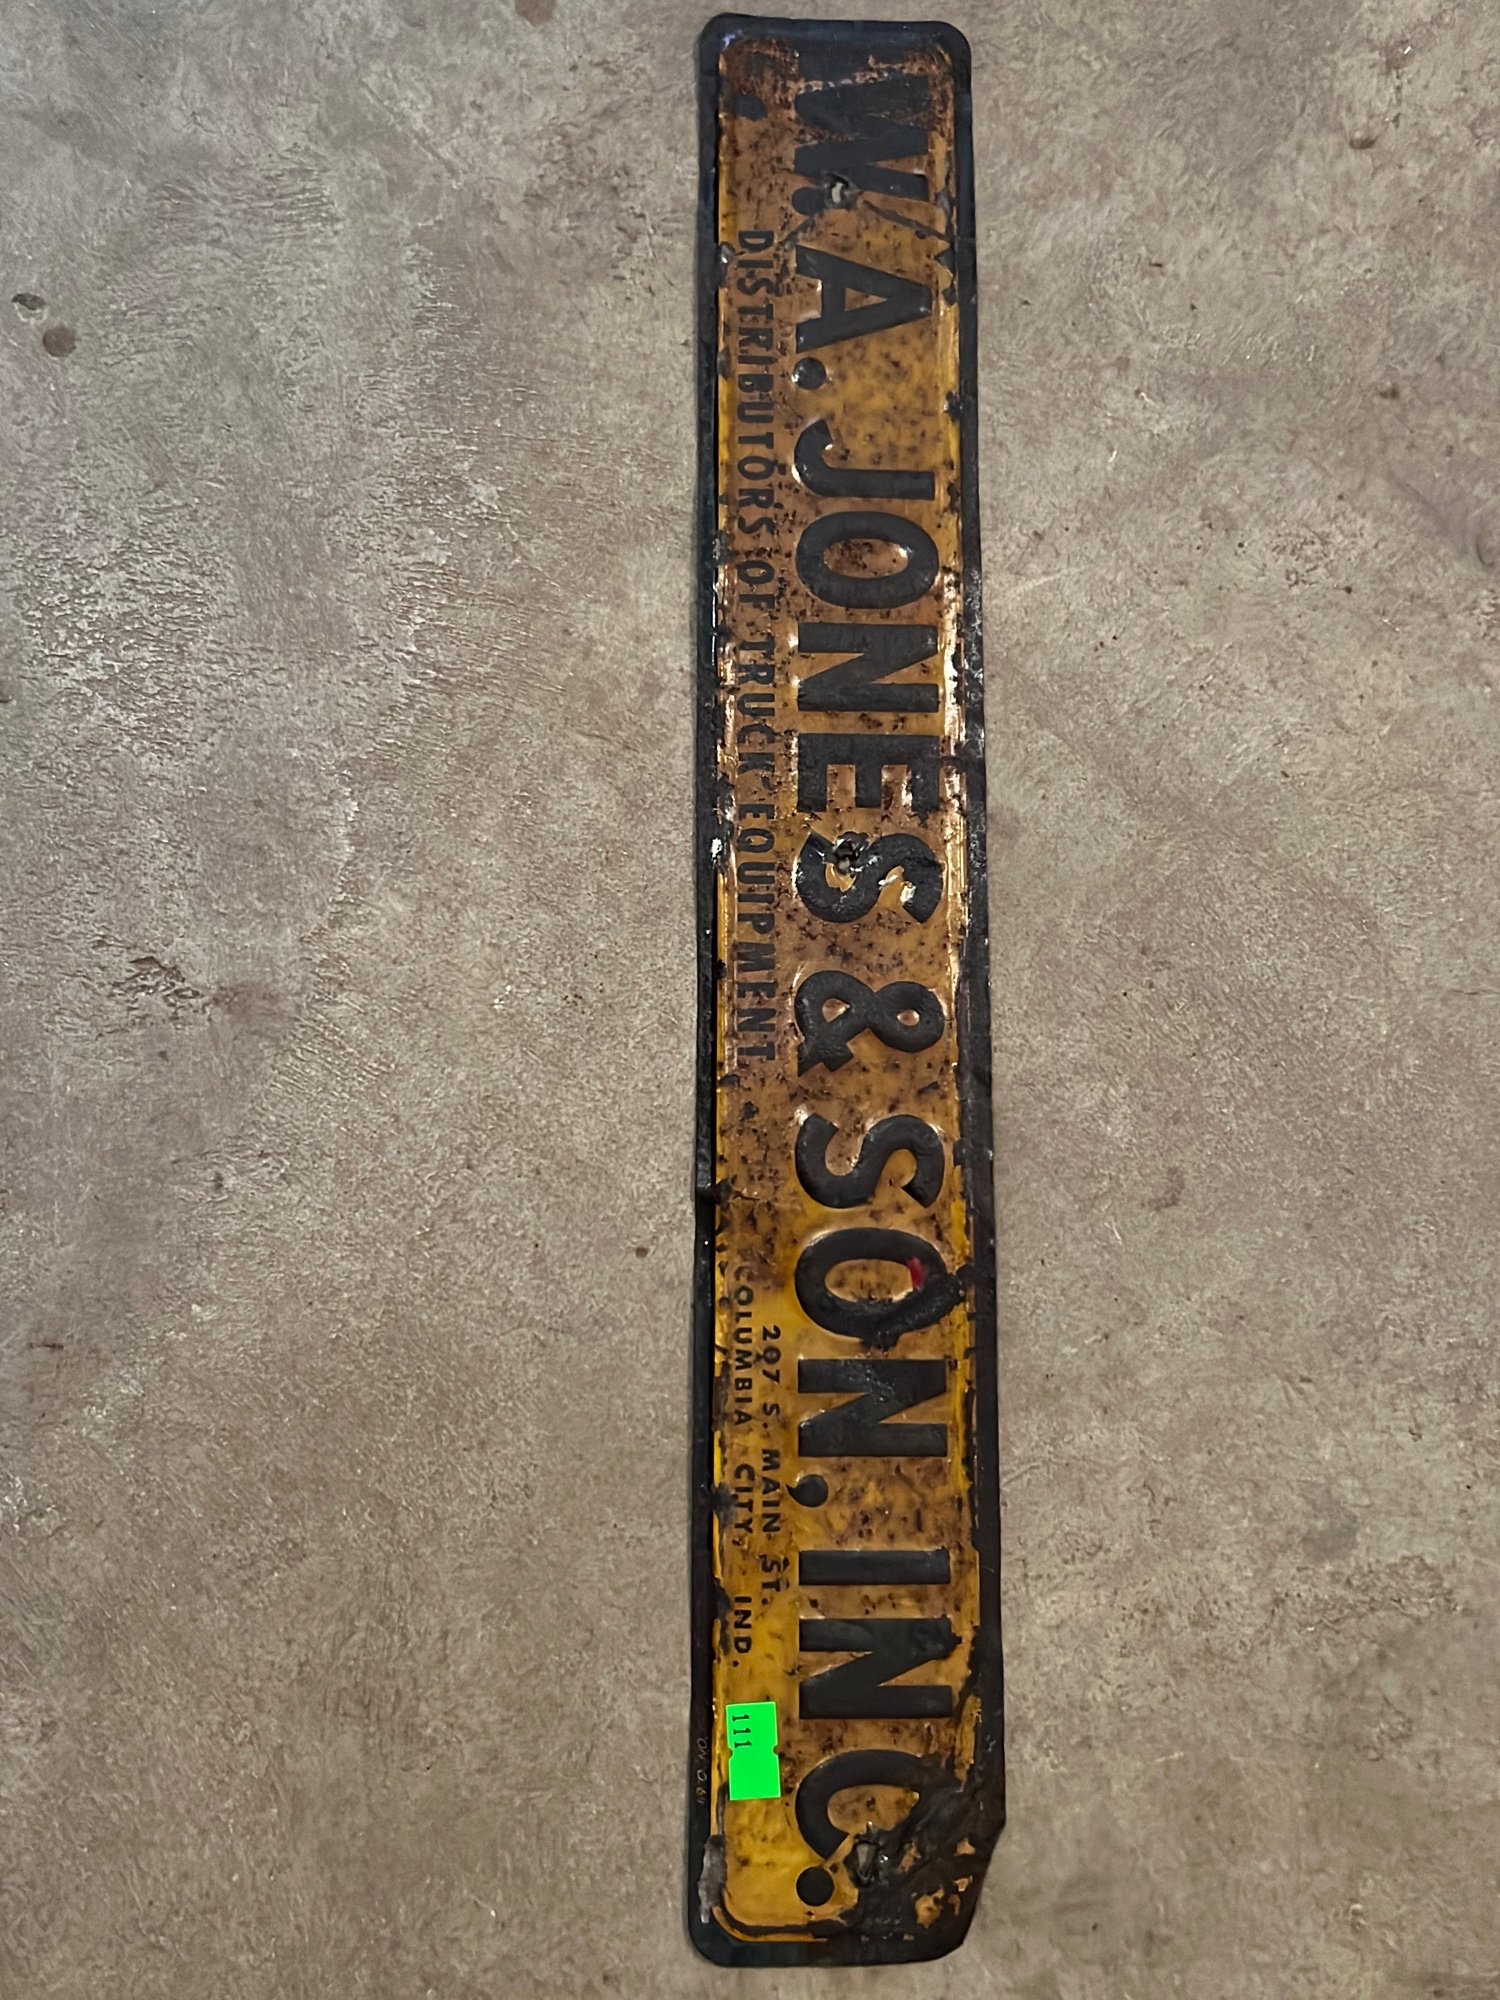 W. A. JONES & SON, INC.
DISTRIBUTORS OF TRUCK EQUIPMENT
207 S. MAIN ST.
COLUMBIA CITY, IND.
111